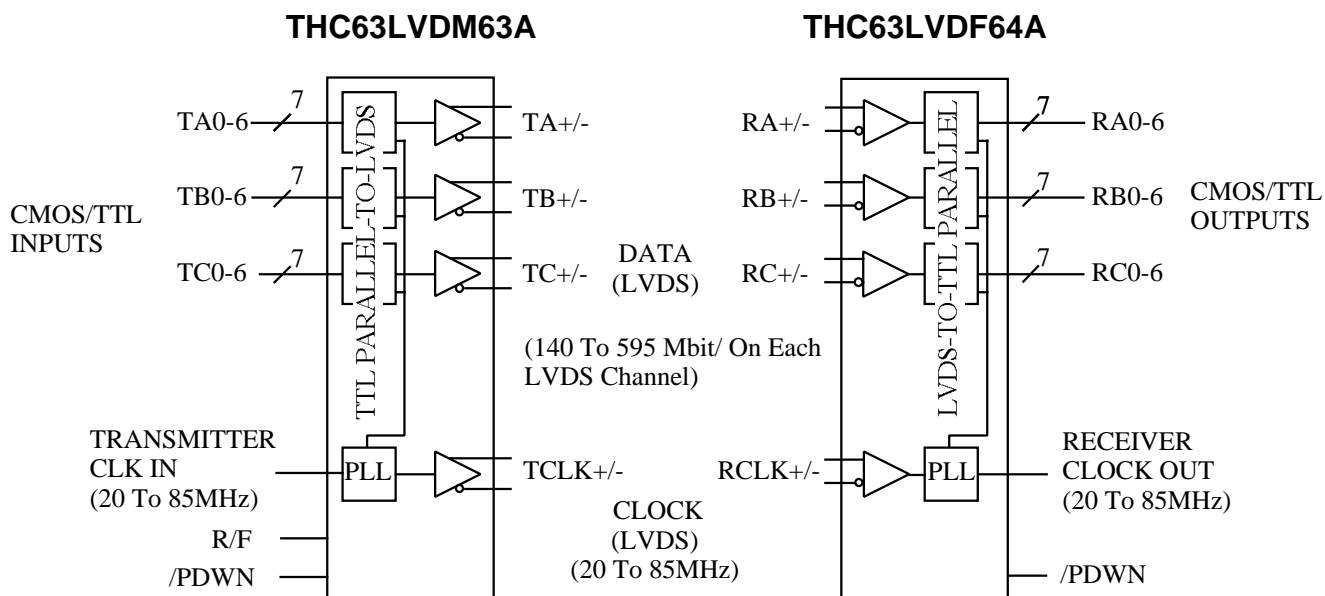 THC63LVDM63A
THC63LVDF64A
7
TA0-6
TA+/-
RA+/-
7
RA0-6
7
TB0-6
TB+/-
RB+/-
7
RB0-6
CMOS/TTL
INPUTS
CMOS/TTL
OUTPUTS
7
TC0-6
TC+/-
DATA
(LVDS)
RC+/-
7
RC0-6
TTL PARALLEL-TO-LVDS
LVDS-TO-TTL PARALLEL
(140 To 595 Mbit/ On Each
LVDS Channel)
TRANSMITTER
CLK IN
(20 To 85MHz)
PLL
TCLK+/-
RCLK+/-
PLL
RECEIVER
CLOCK OUT
(20 To 85MHz)
CLOCK
(LVDS)
(20 To 85MHz)
R/F
/PDWN
/PDWN